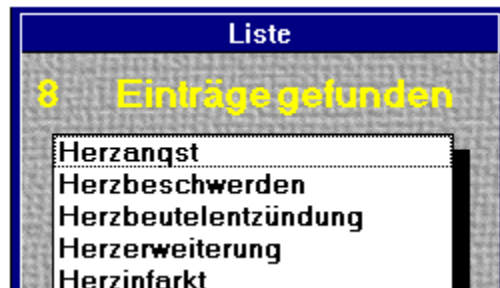 Liste
8 Einträge gefunden
Herzangst
Herzbeschwerden
Herzbeutelentzündung
Herzerweiterung
Herzinfarkt